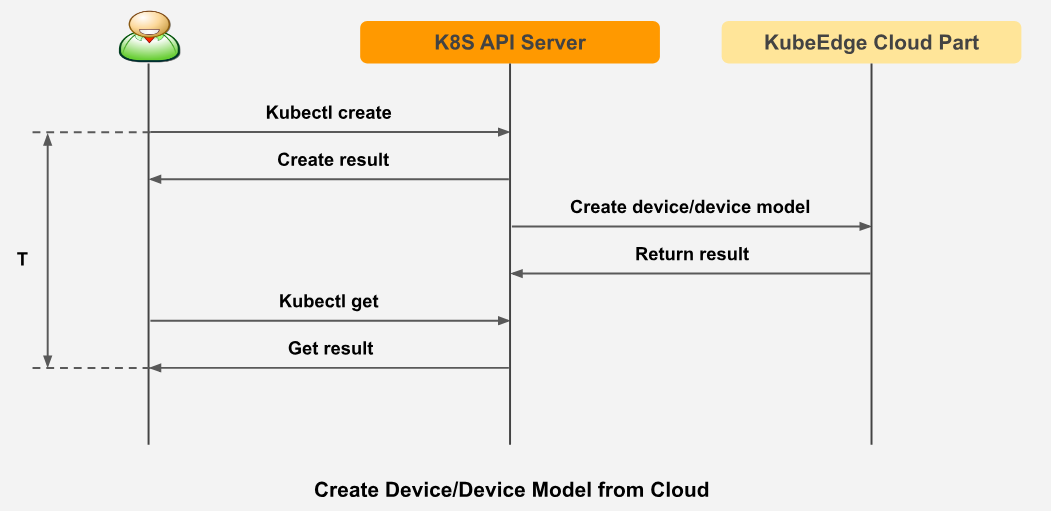 K8S API Server
KubeEdge Cloud Part
Kubectl create
Create result
Create device/device model
Return result
T
Kubectl get
Get result
Create Device/Device Model from Cloud